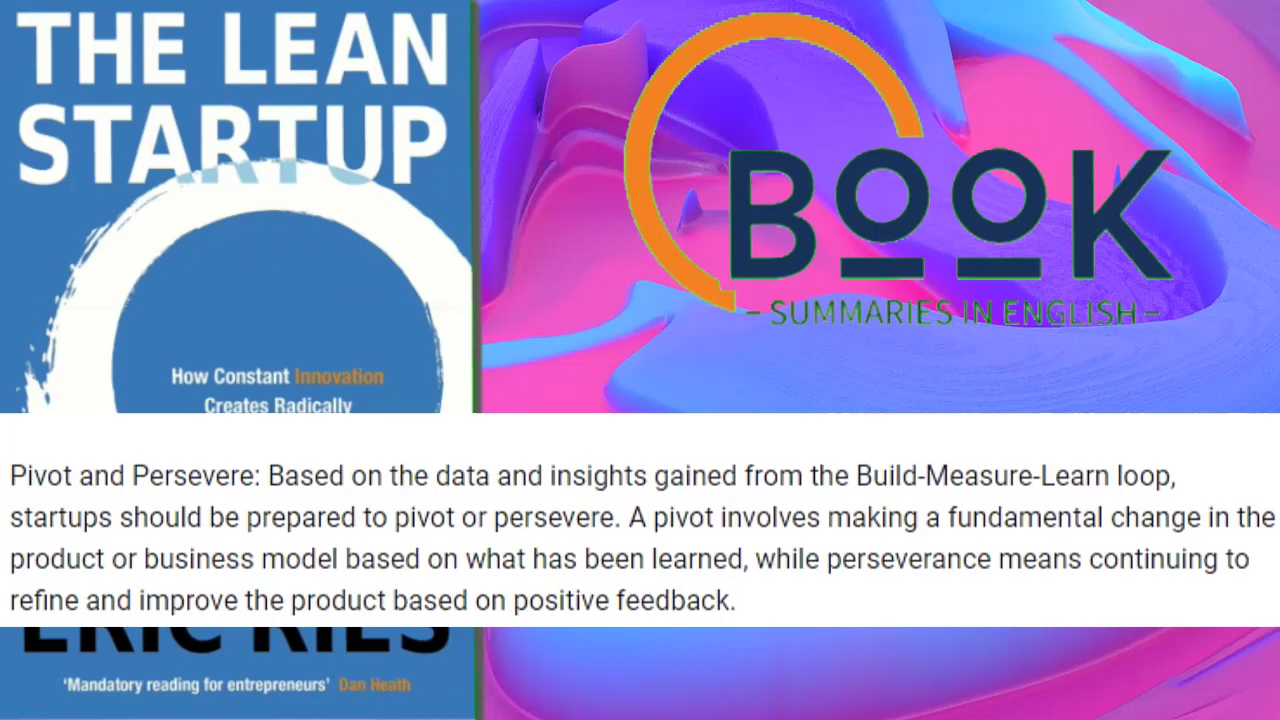 THE LEAN
STARTUP
How Constant Innovation
Creates Radically
BOOK
– SUMMARIES IN ENGLISH –
Pivot and Persevere: Based on the data and insights gained from the Build-Measure-Learn loop,
startups should be prepared to pivot or persevere. A pivot involves making a fundamental change in the
product or business model based on what has been learned, while perseverance means continuing to
refine and improve the product based on positive feedback.
ERIC RIES
‘Mandatory reading for entrepreneurs’ Dan Heath